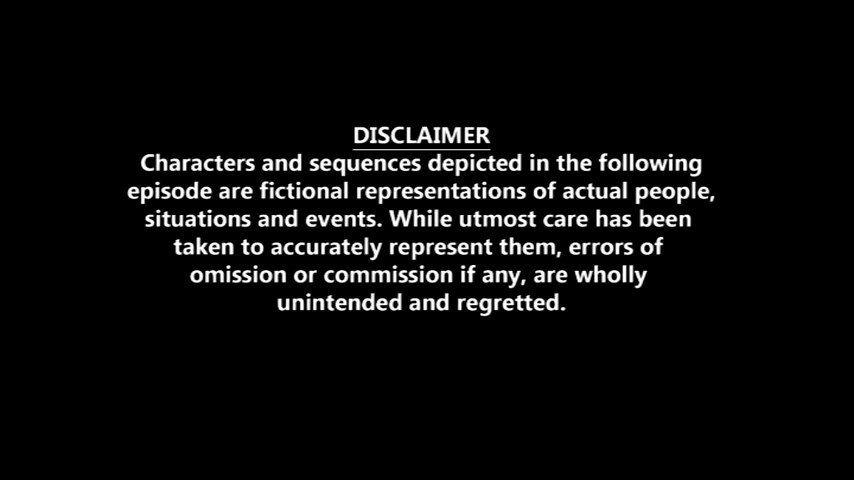 DISCLAIMER
Characters and sequences depicted in the following
episode are fictional representations of actual people,
situations and events. While utmost care has been
taken to accurately represent them, errors of
omission or commission if any, are wholly
unintended and regretted.